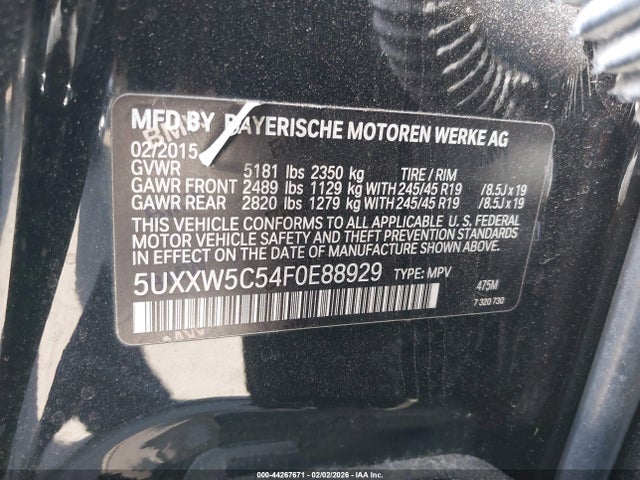 MFD BY BAYERISCHE MOTOREN WERKE AG
02/2015
GVWR 5181 lbs 2350 kg TIRE / RIM
GAWR FRONT 2489 lbs 1129 kg WITH 245/45 R19 /8.5J x 19
GAWR REAR 2820 lbs 1279 kg WITH 245/45 R19 /8.5J x 19
THIS VEHICLE CONFORMS TO ALL APPLICABLE U. S. FEDERAL
MOTOR VEHICLE SAFETY AND THEFT PREVENTION STANDARDS
IN EFFECT ON THE DATE OF MANUFACTURE SHOWN ABOVE.
5UXXW5C54F0E88929 TYPE: MPV 475M
7 320 730
000-44267671 - 02/02/2026 - COPYRIGHT IAA, LLC.